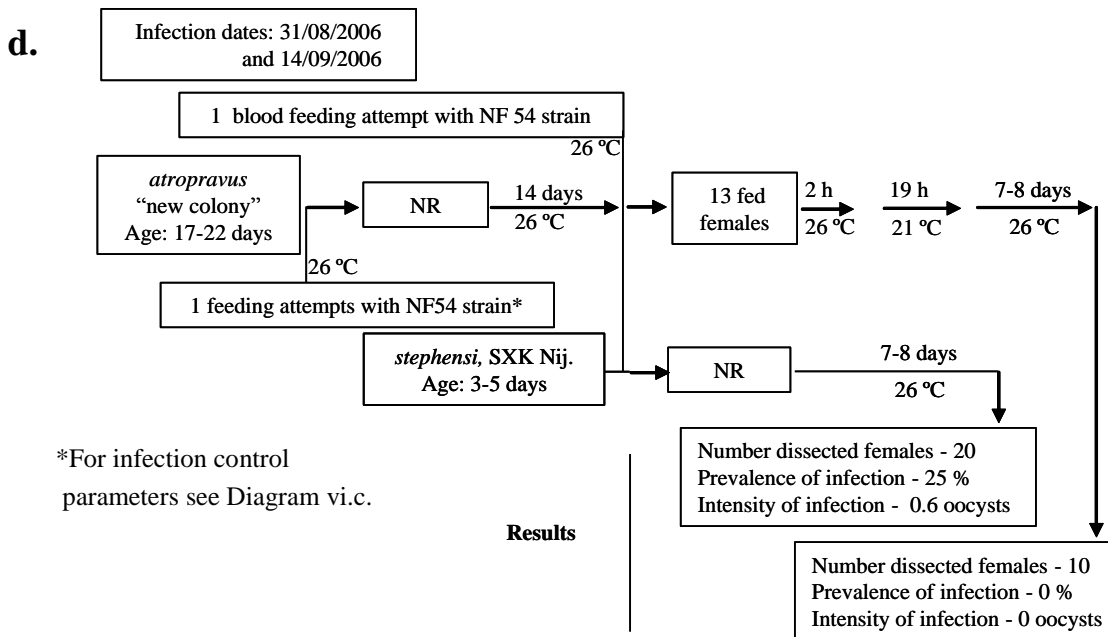 d.
Infection dates: 31/08/2006
and 14/09/2006
1 blood feeding attempt with NF 54 strain
26 ºC
atropravus
“new colony”
Age: 17-22 days
NR
14 days
26 ºC
13 fed
females
2 h
26 ºC
19 h
21 ºC
7-8 days
26 ºC
26 ºC
1 feeding attempts with NF54 strain*
stephensi, SXK Nij.
Age: 3-5 days
NR
7-8 days
26 ºC
*For infection control
parameters see Diagram vi.c.
Results
Number dissected females - 20
Prevalence of infection - 25 %
Intensity of infection - 0.6 oocysts
Number dissected females - 10
Prevalence of infection - 0 %
Intensity of infection - 0 oocysts